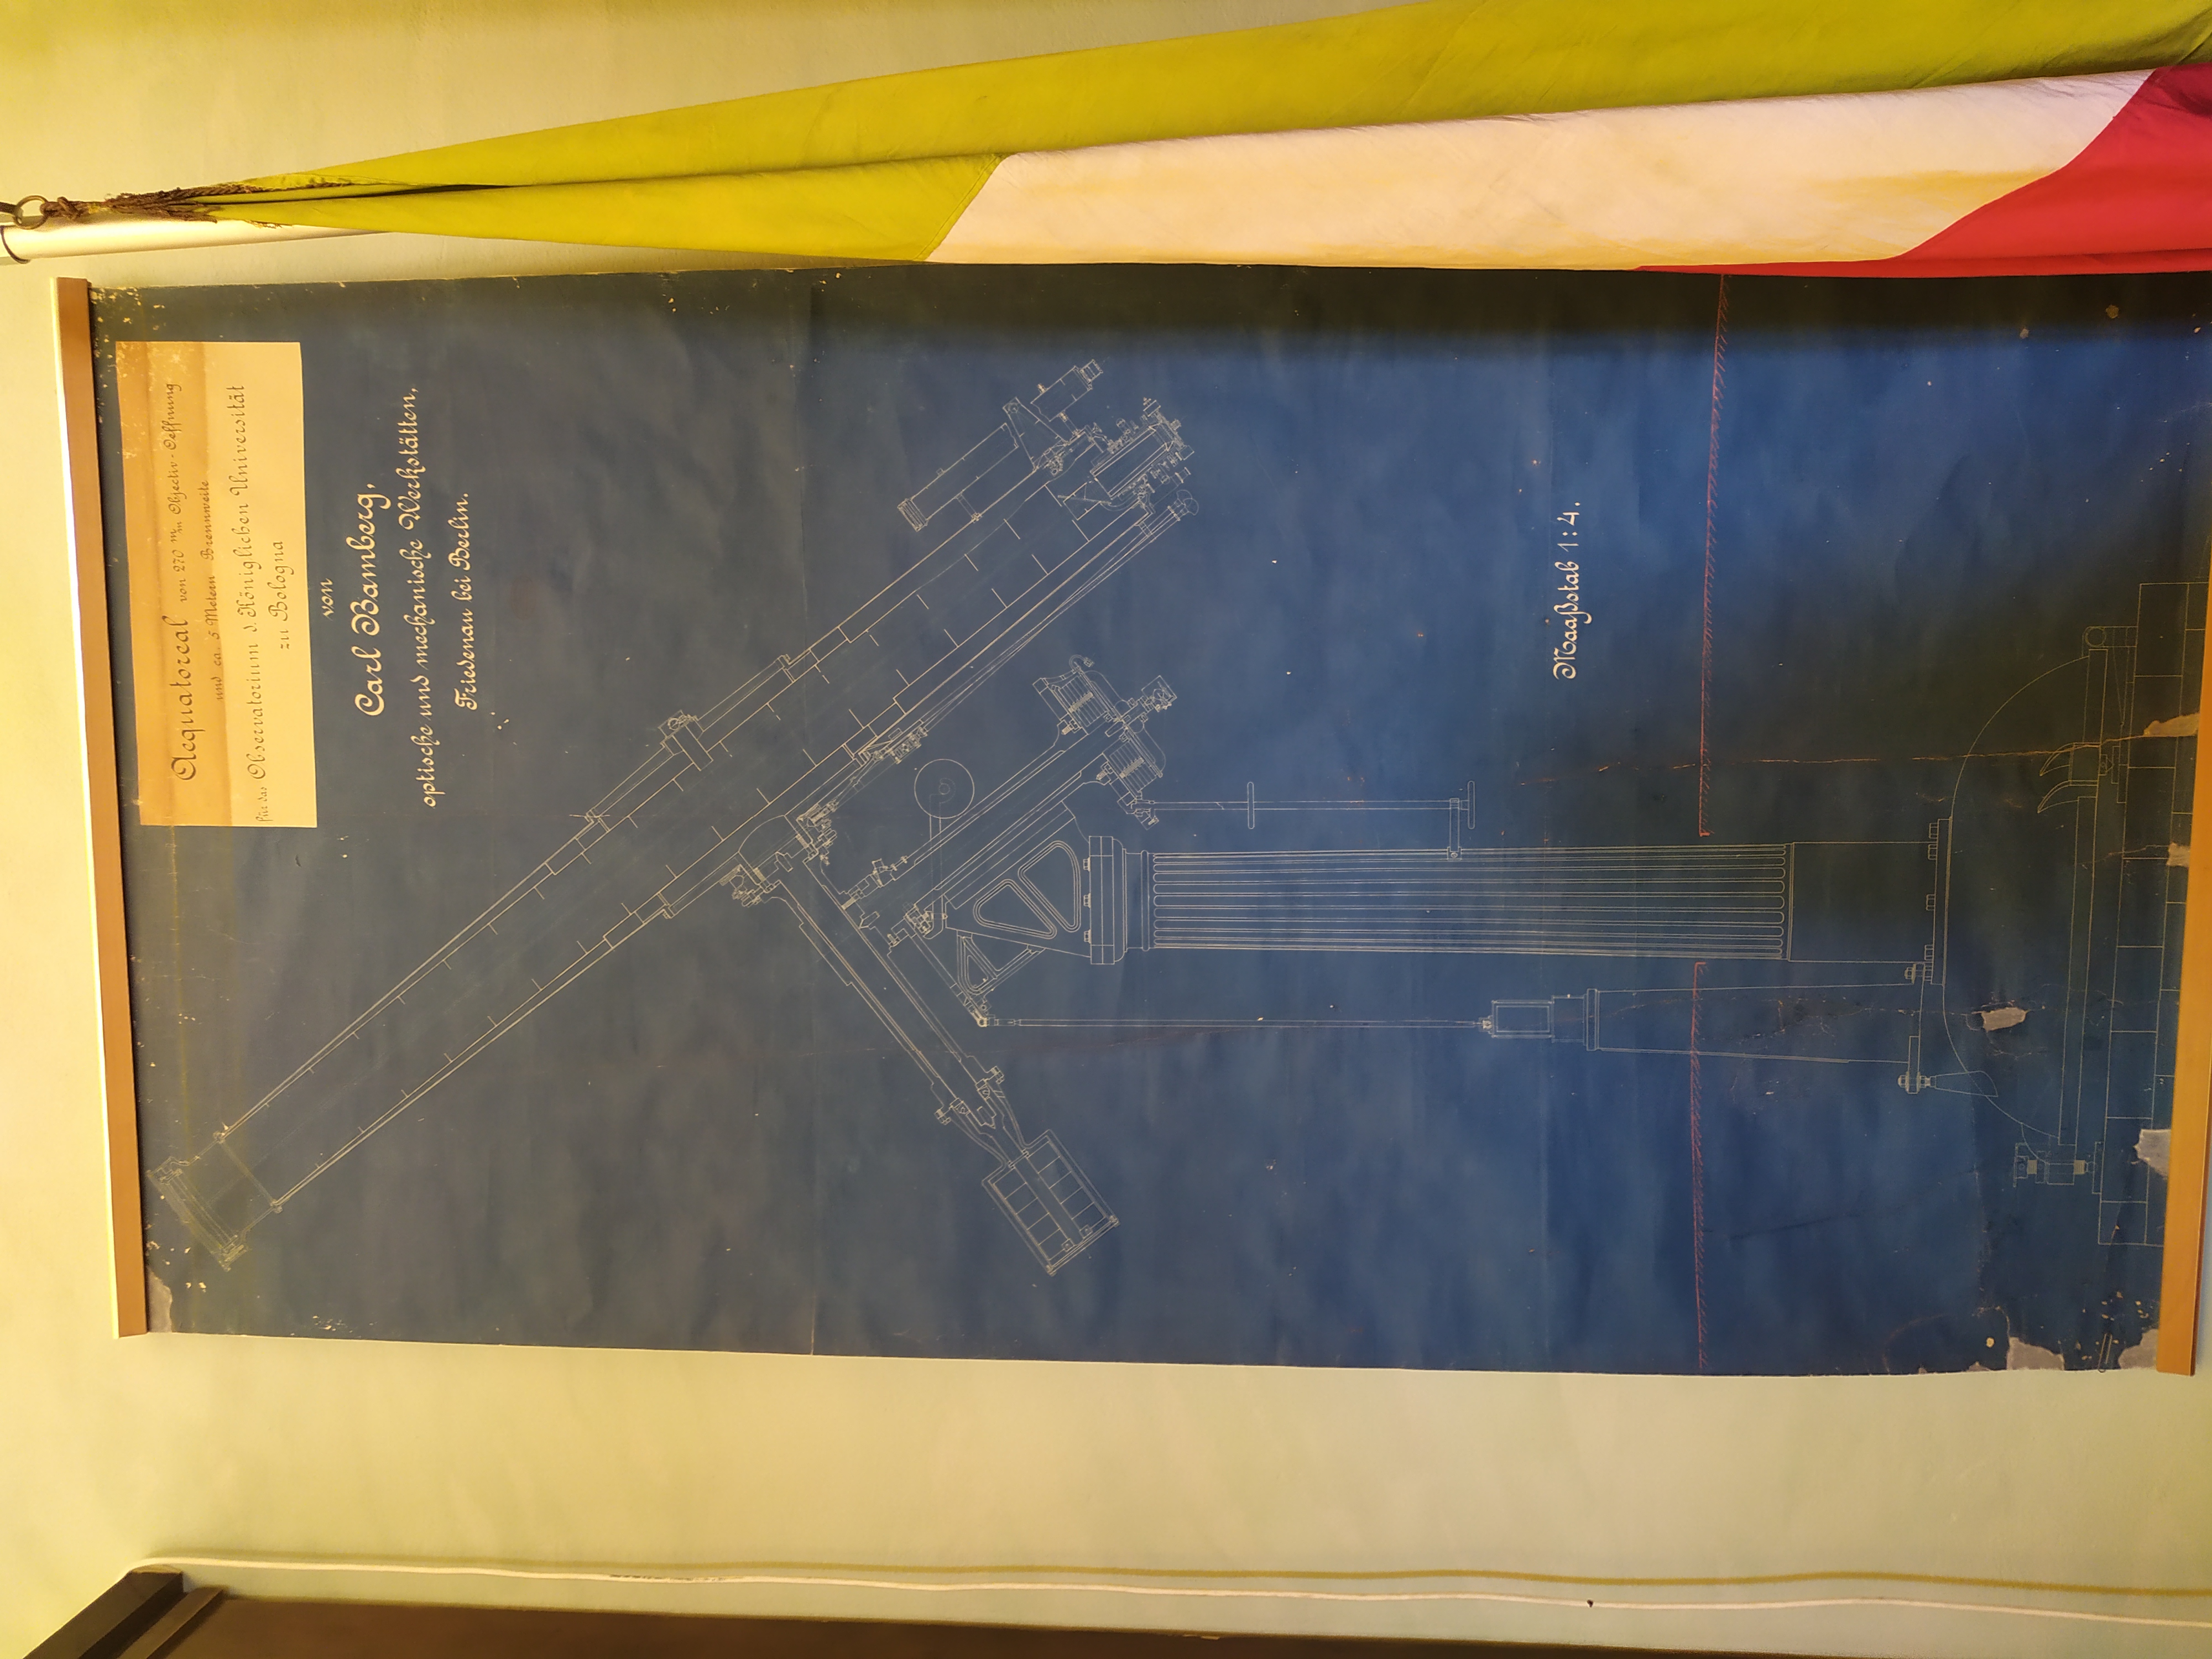 Aequatoreal von 270 m/m Objectiv-Oeffnung
und ca. 5 Metern Brennweite
für das Observatorium d. Königlichen Universität
zu Bologna
von
Carl Bamberg,
optische und mechanische Werkstätten,
Friedenau bei Berlin.
Maaßstab 1:4.